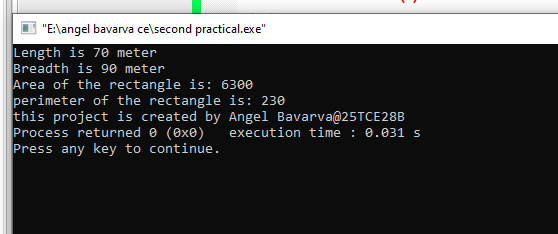 "E:\angel bavarva ce\second practical.exe"
Length is 70 meter
Breadth is 90 meter
Area of the rectangle is: 6300
perimeter of the rectangle is: 230
this project is created by Angel Bavarva@25TCE28B
Process returned 0 (0x0)   execution time : 0.031 s
Press any key to continue.